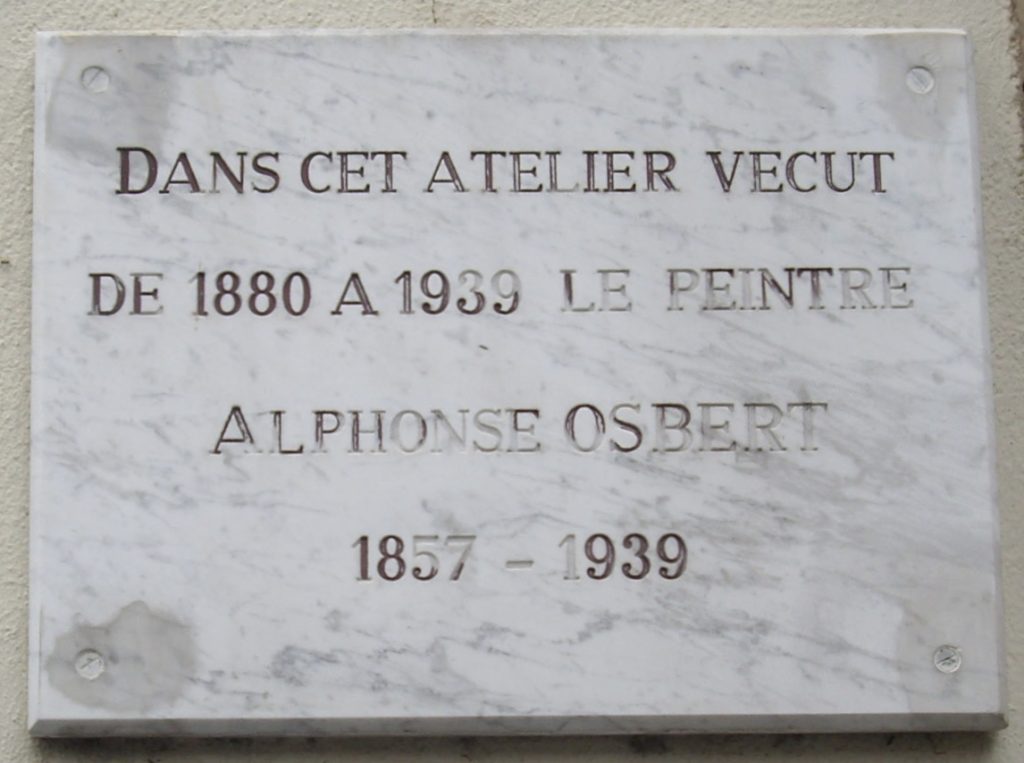 DANS CET ATELIER VECUT
DE 1880 A 1939 LE PEINTRE
ALPHONSE OSBERT
1857 - 1939